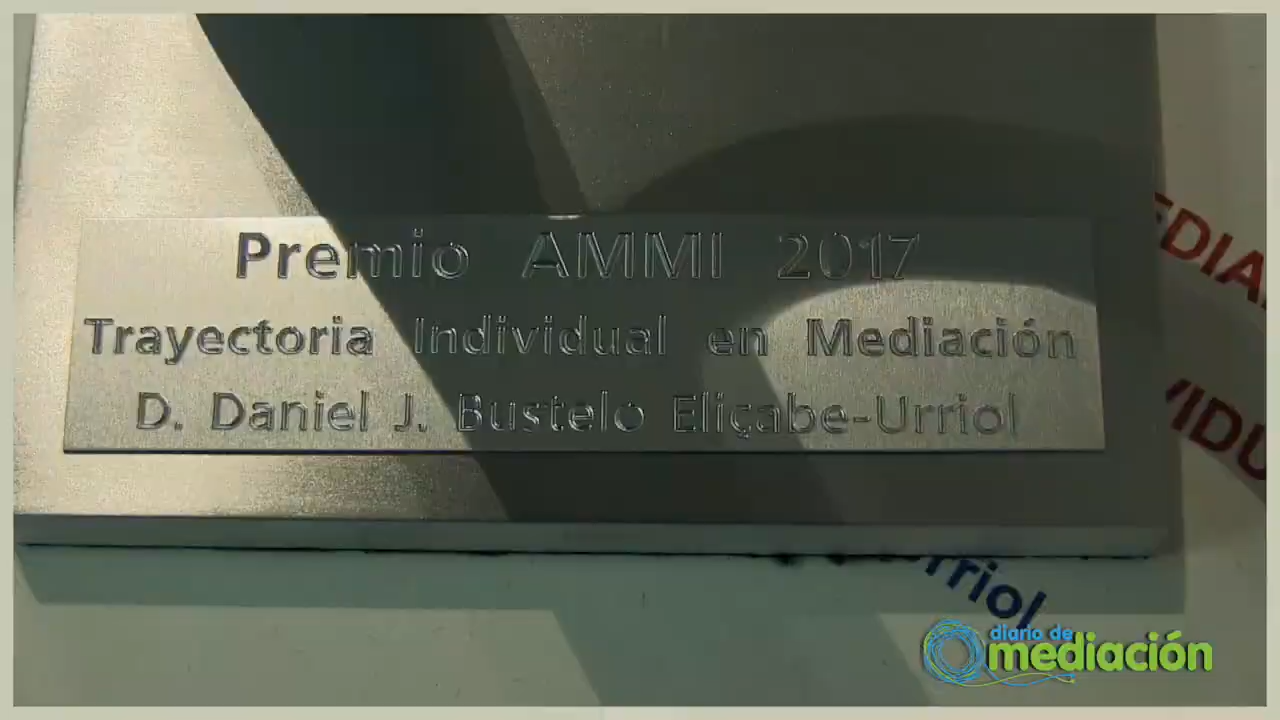 Premio AMMI 2017
Trayectoria Individual en Mediación
D. Daniel J. Bustelo Eliçabe-Urriol
diario de
mediación